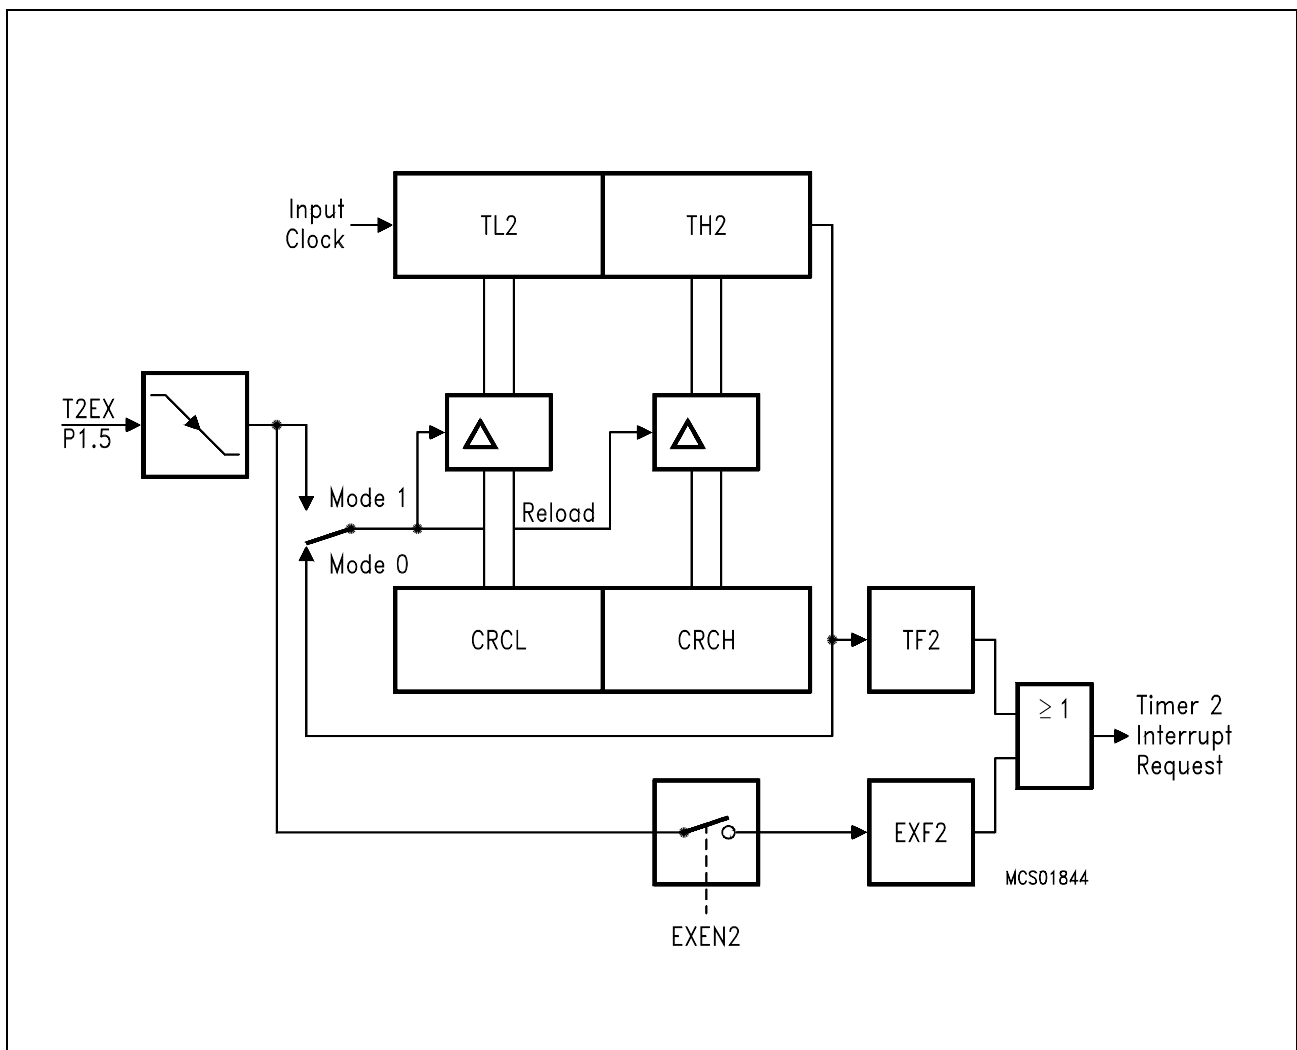 Input
Clock
TL2
TH2
T2EX
P1.5
Mode 1
Reload
Mode 0
CRCL
CRCH
TF2
≥ 1
Timer 2
Interrupt
Request
EXF2
MCS01844
EXEN2